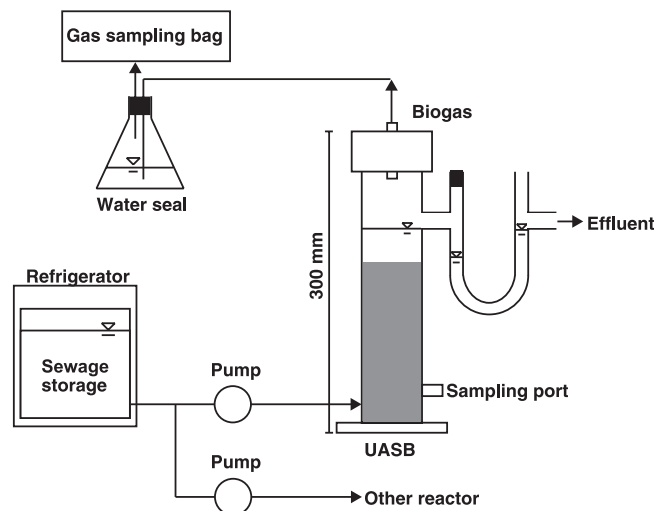 Gas sampling bag
Biogas
Water seal
300 mm
Effluent
Refrigerator
Sewage
storage
Pump
Sampling port
UASB
Pump
Other reactor